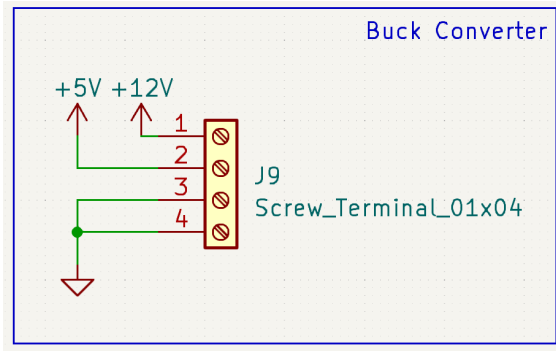 Buck Converter
+5V +12V
1
2
3
4
J9
Screw_Terminal_01x04